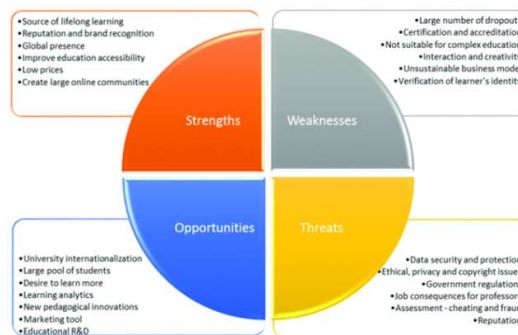 •Source of lifelong learning
•Reputation and brand recognition
•Global presence
•Improve education accessibility
•Low prices
•Create large online communities
•Large number of dropout
•Certification and accreditation
•Not suitable for complex education
•Interaction and creativity
•Unsustainable business mode
•Verification of learner's identity
Strengths
Weaknesses
Opportunities
Threats
•University internationalization
•Large pool of students
•Desire to learn more
•Learning analytics
•New pedagogical innovations
•Marketing tool
•Educational R&D
•Data security and protection
•Ethical, privacy and copyright issue
•Government regulation
•Job consequences for professor
•Assessment - cheating and fraud
•Reputation